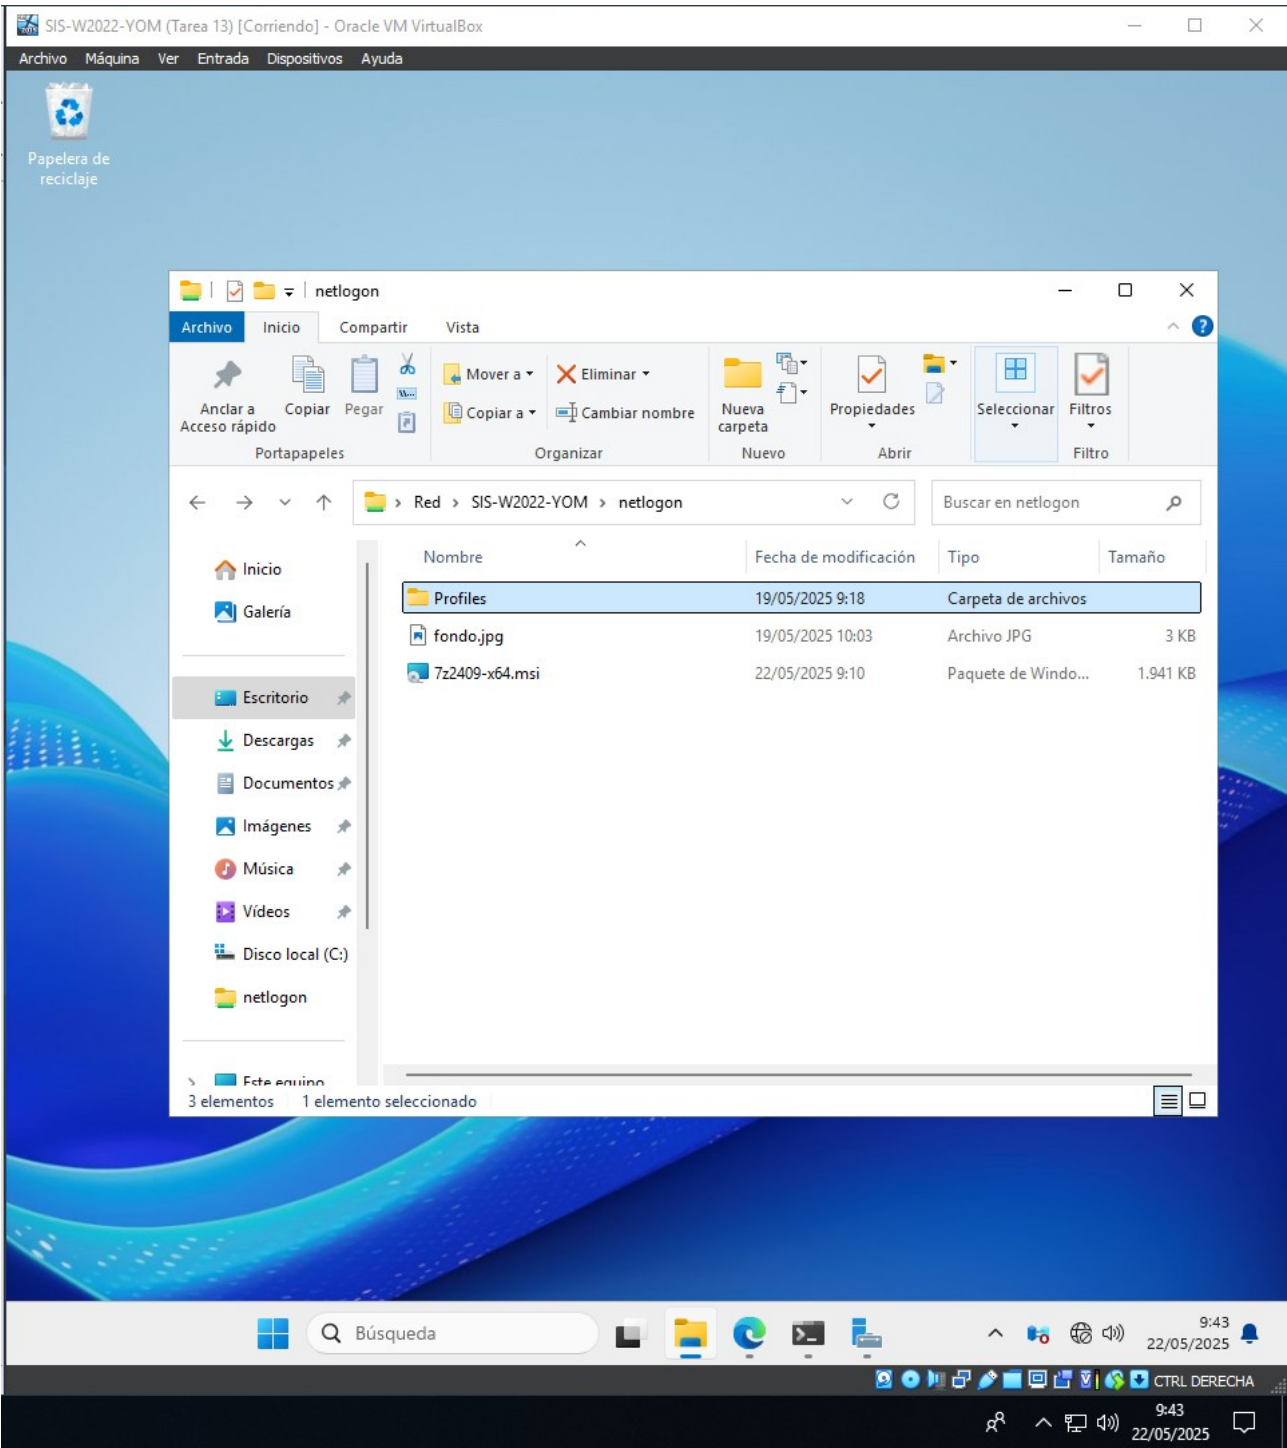 SIS-W2022-YOM (Tarea 13) [Corriendo] - Oracle VM VirtualBox
Archivo Máquina Ver Entrada Dispositivos Ayuda
Papelera de
reciclaje
netlogon
Archivo Inicio Compartir Vista
Anclar a
Acceso rápido
Copiar
Pegar
Portapapeles
Mover a
Copiar a
Eliminar
Cambiar nombre
Organizar
Nueva
carpeta
Nuevo
Propiedades
Abrir
Seleccionar
Filtros
Filtro
Red > SIS-W2022-YOM > netlogon
Buscar en netlogon
Inicio
Galería
Escritorio
Descargas
Documentos
Imágenes
Música
Vídeos
Disco local (C:)
netlogon
Este equipo
Nombre Fecha de modificación Tipo Tamaño
Profiles 19/05/2025 9:18 Carpeta de archivos
fondo.jpg 19/05/2025 10:03 Archivo JPG 3 KB
7z2409-x64.msi 22/05/2025 9:10 Paquete de Windo... 1.941 KB
3 elementos 1 elemento seleccionado
Búsqueda
9:43
22/05/2025
CTRL DERECHA
9:43
22/05/2025